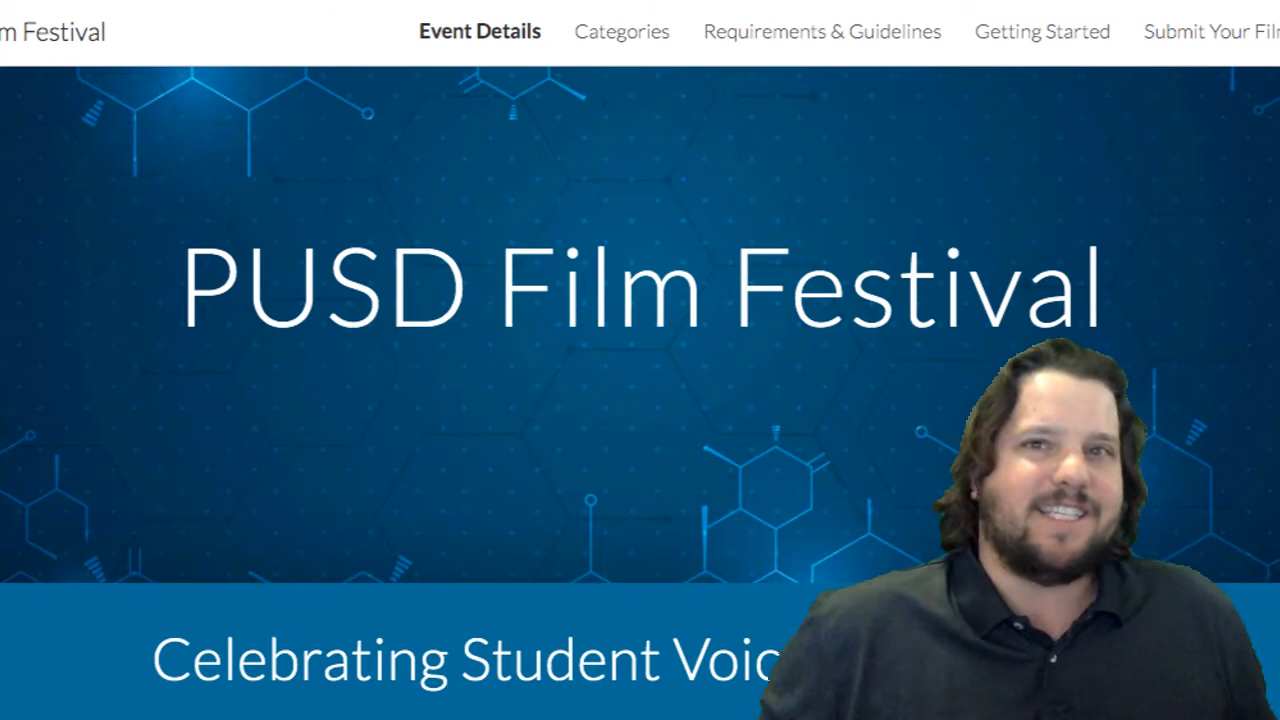 m Festival Event Details Categories Requirements & Guidelines Getting Started Submit Your Fil
PUSD Film Festival
Celebrating Student Voic